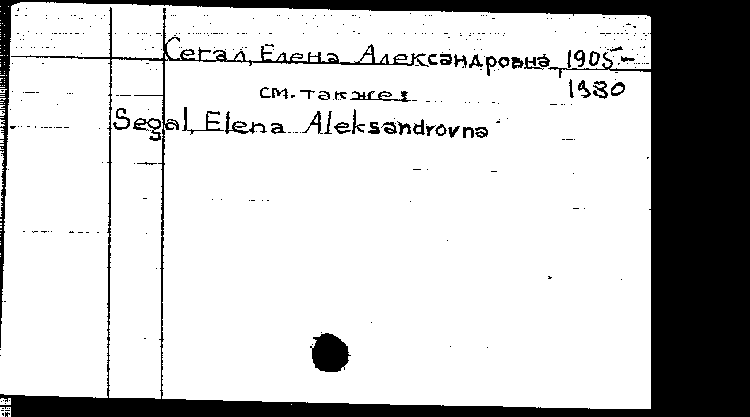 Сегал, Елена Александровна, 1905-
1980
см. также:
Segal, Elena Aleksandrovna